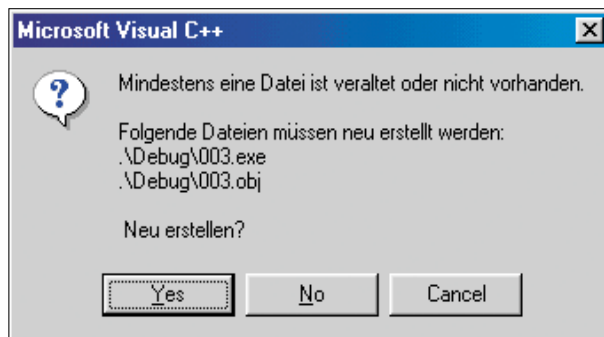 Microsoft Visual C++
Mindestens eine Datei ist veraltet oder nicht vorhanden.
Folgende Dateien müssen neu erstellt werden:
.\Debug\003.exe
.\Debug\003.obj
Neu erstellen?
Yes No Cancel